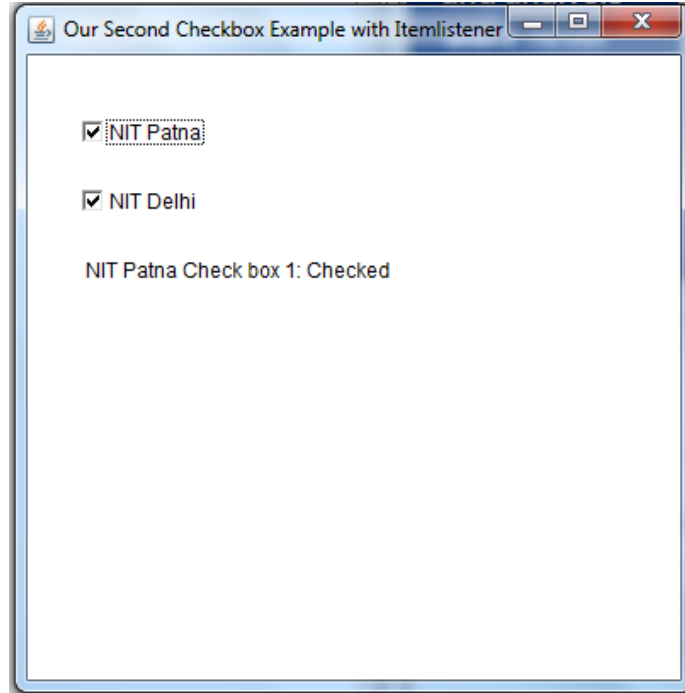 Our Second Checkbox Example with Itemlistener
NIT Patna
NIT Delhi
NIT Patna Check box 1: Checked